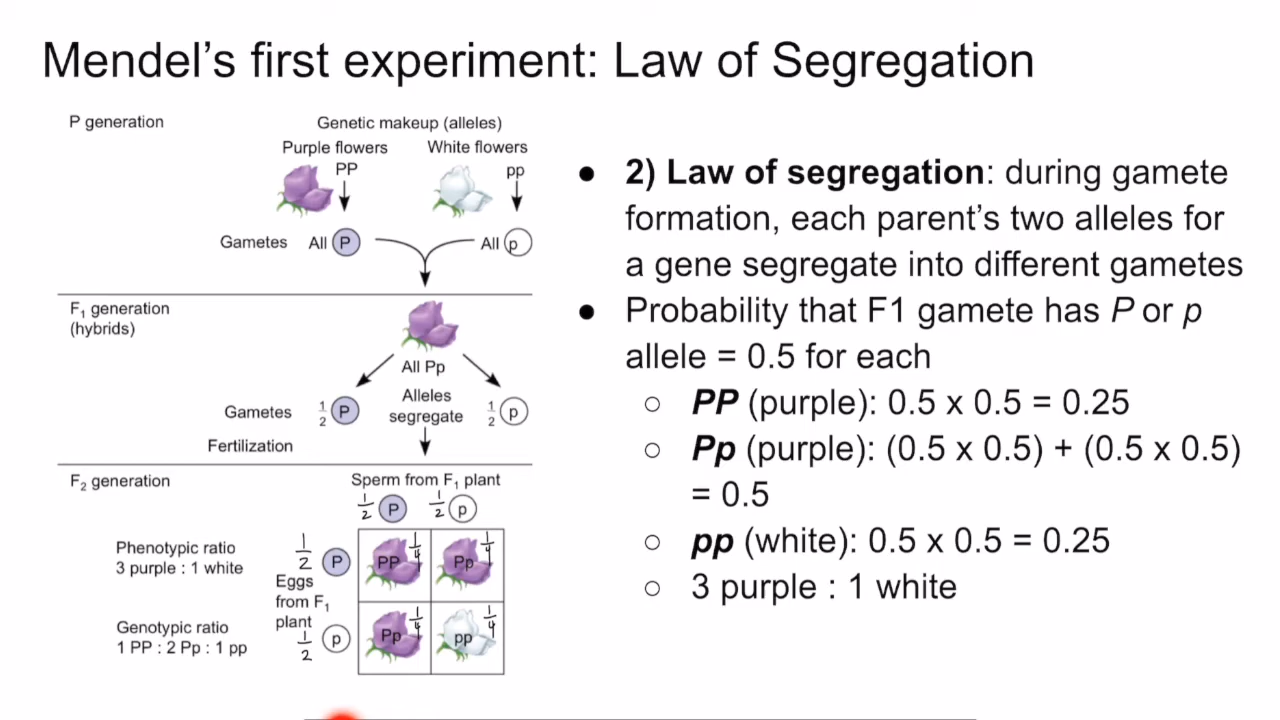 Mendel's first experiment: Law of Segregation
P generation
Genetic makeup (alleles)
Purple flowers White flowers
PP pp
Gametes All P All p
F₁ generation
(hybrids)
All Pp
Gametes 1/2 P Alleles segregate 1/2 p
Fertilization
F₂ generation
Sperm from F₁ plant
1/2 P 1/2 p
Phenotypic ratio
3 purple : 1 white
Genotypic ratio
1 PP : 2 Pp : 1 pp
Eggs
from F₁
plant
1/2 P PP 1/4 Pp 1/4
1/2 p Pp 1/4 pp 1/4
● 2) Law of segregation: during gamete
formation, each parent's two alleles for
a gene segregate into different gametes
● Probability that F1 gamete has P or p
allele = 0.5 for each
○ PP (purple): 0.5 x 0.5 = 0.25
○ Pp (purple): (0.5 x 0.5) + (0.5 x 0.5)
= 0.5
○ pp (white): 0.5 x 0.5 = 0.25
○ 3 purple : 1 white